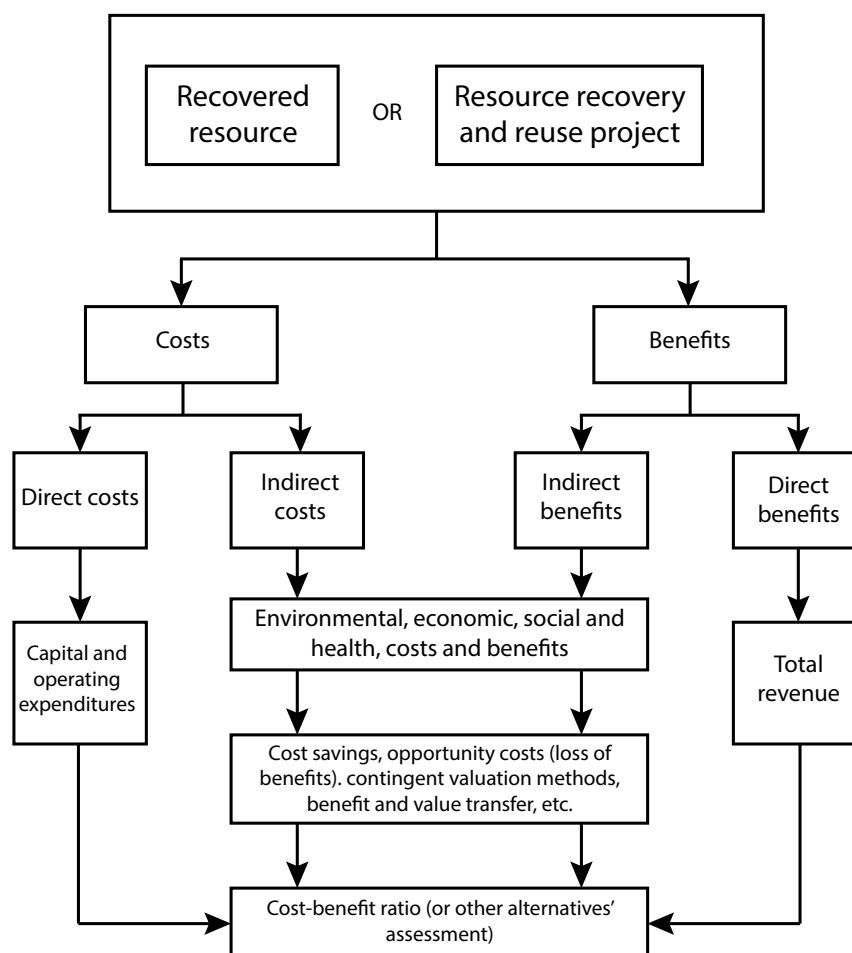 Recovered
resource
OR
Resource recovery
and reuse project
Costs
Benefits
Direct costs
Indirect
costs
Indirect
benefits
Direct
benefits
Environmental, economic, social and
health, costs and benefits
Capital and
operating
expenditures
Total
revenue
Cost savings, opportunity costs (loss of
benefits). contingent valuation methods,
benefit and value transfer, etc.
Cost-benefit ratio (or other alternatives’
assessment)